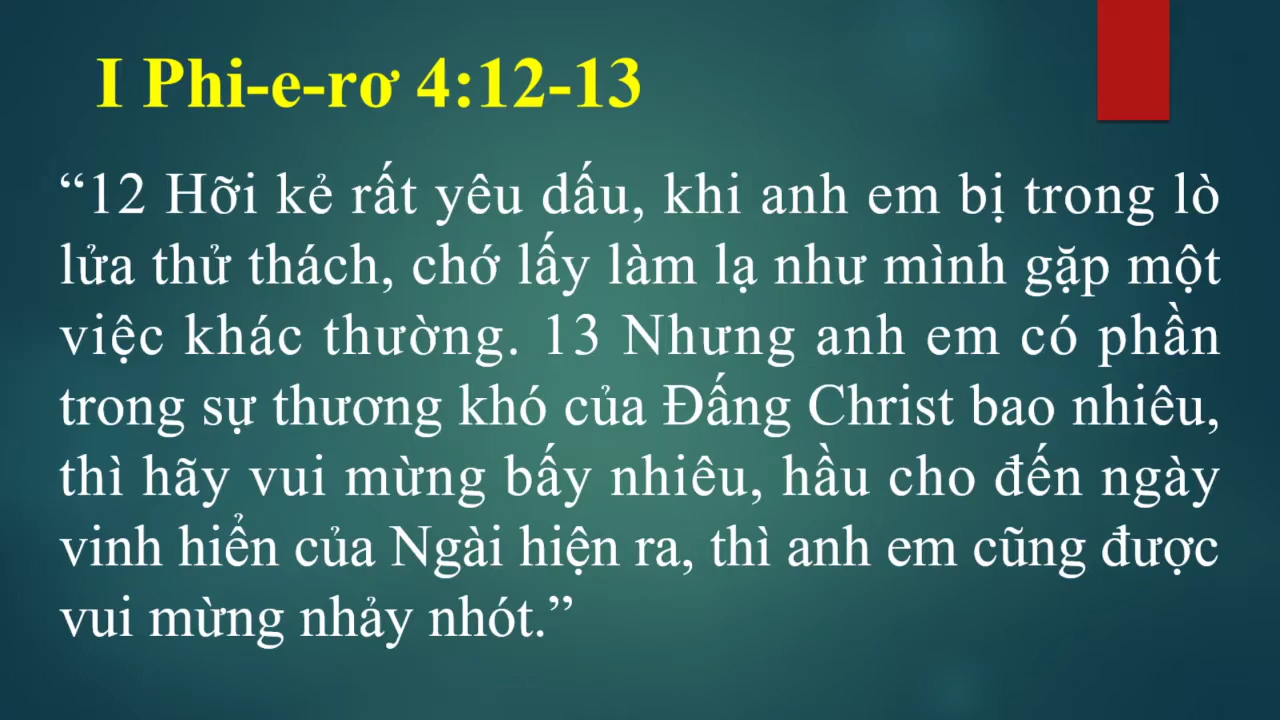 I Phi-e-rơ 4:12-13
“12 Hỡi kẻ rất yêu dấu, khi anh em bị trong lò
lửa thử thách, chớ lấy làm lạ như mình gặp một
việc khác thường. 13 Nhưng anh em có phần
trong sự thương khó của Đấng Christ bao nhiêu,
thì hãy vui mừng bấy nhiêu, hầu cho đến ngày
vinh hiển của Ngài hiện ra, thì anh em cũng được
vui mừng nhảy nhót.”